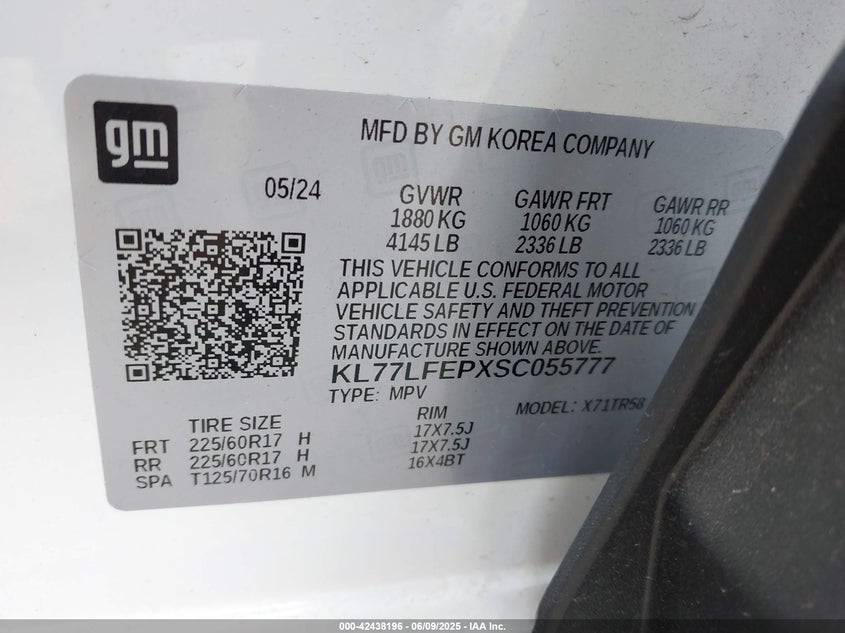 gm
MFD BY GM KOREA COMPANY
05/24
GVWR GAWR FRT GAWR RR
1880 KG 1060 KG 1060 KG
4145 LB 2336 LB 2336 LB
THIS VEHICLE CONFORMS TO ALL
APPLICABLE U.S. FEDERAL MOTOR
VEHICLE SAFETY AND THEFT PREVENTION
STANDARDS IN EFFECT ON THE DATE OF
MANUFACTURE SHOWN ABOVE.
KL77LFEPXSC055777
TYPE: MPV MODEL: X71TR58
TIRE SIZE RIM
FRT 225/60R17 H 17X7.5J
RR 225/60R17 H 17X7.5J
SPA T125/70R16 M 16X4BT
000-42438196 - 06/09/2025 - IAA Inc.